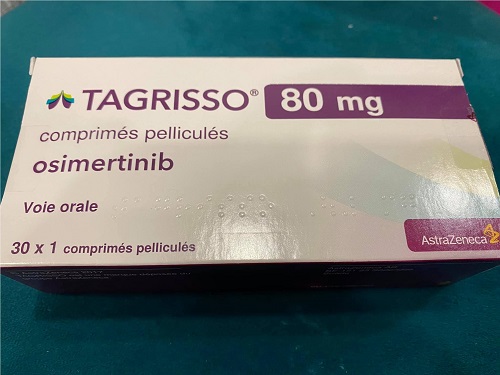 TAGRISSO® 80 mg
comprimés pelliculés
osimertinib
Voie orale
30 x 1 comprimés pelliculés
AstraZeneca